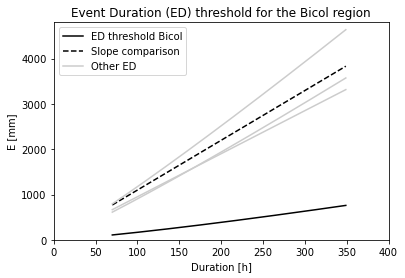 Event Duration (ED) threshold for the Bicol region
ED threshold Bicol
Slope comparison
Other ED
E [mm]
4000
3000
2000
1000
0
0 50 100 150 200 250 300 350 400
Duration [h]